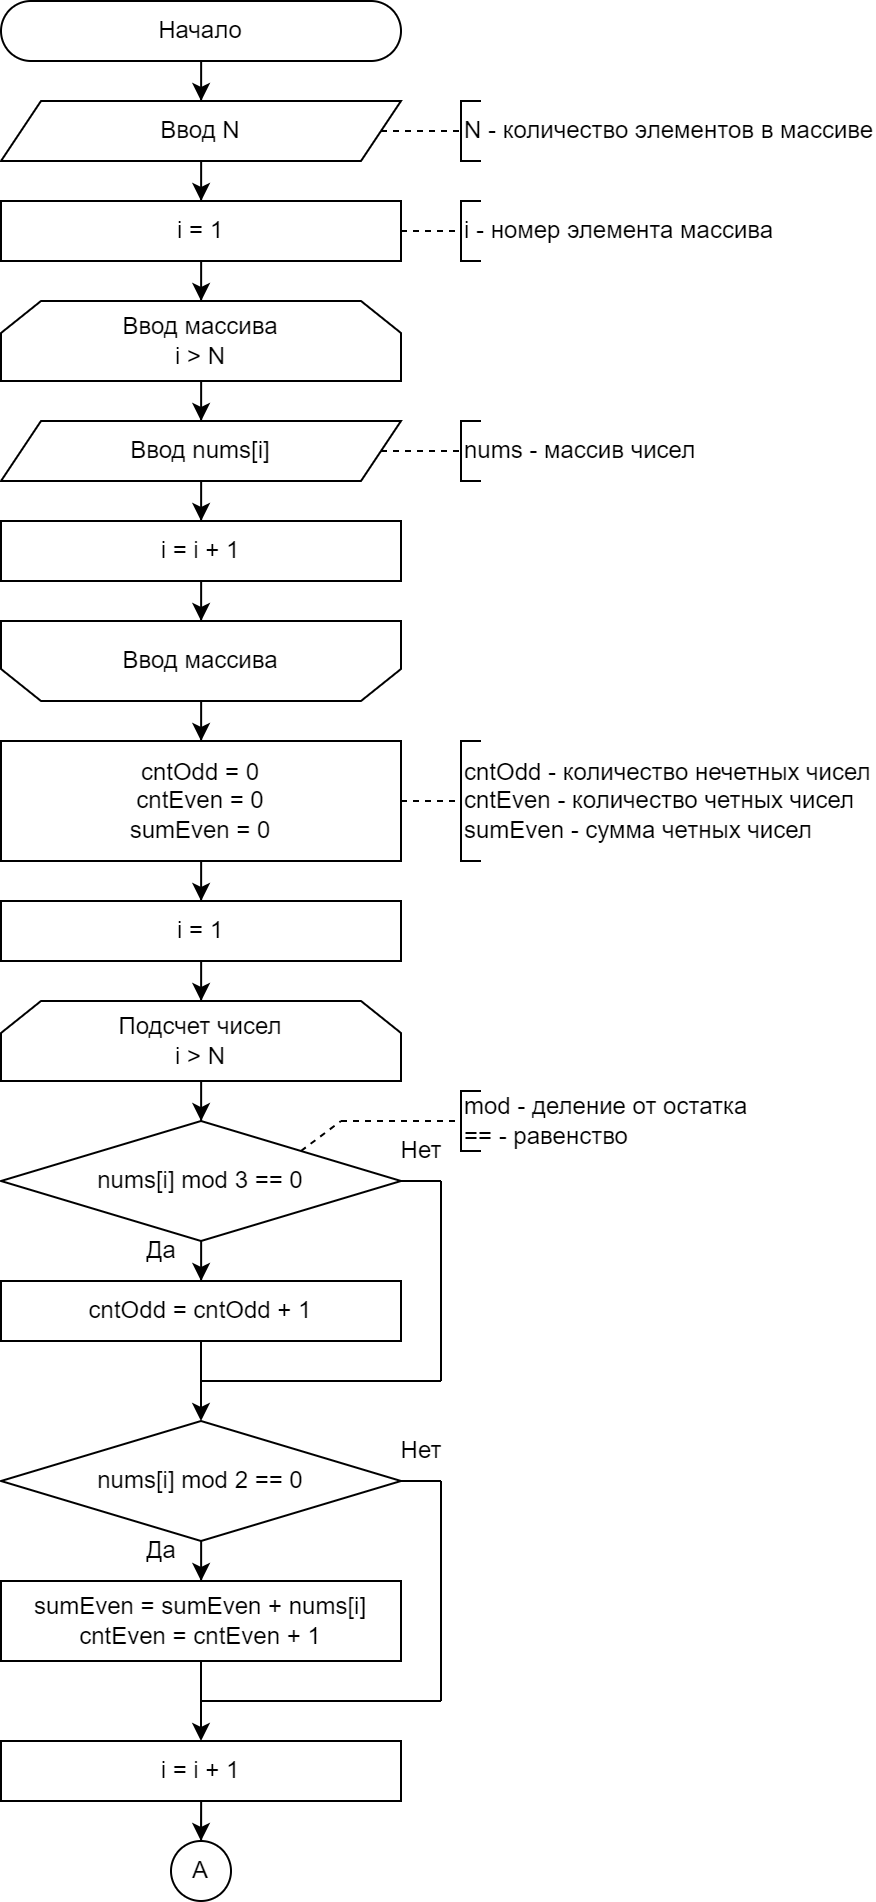 Начало
Ввод N
N - количество элементов в массиве
i = 1
i - номер элемента массива
Ввод массива
i > N
Ввод nums[i]
nums - массив чисел
i = i + 1
Ввод массива
cntOdd = 0
cntEven = 0
sumEven = 0
cntOdd - количество нечетных чисел
cntEven - количество четных чисел
sumEven - сумма четных чисел
i = 1
Подсчет чисел
i > N
mod - деление от остатка
== - равенство
nums[i] mod 3 == 0
Нет
Да
cntOdd = cntOdd + 1
nums[i] mod 2 == 0
Нет
Да
sumEven = sumEven + nums[i]
cntEven = cntEven + 1
i = i + 1
A